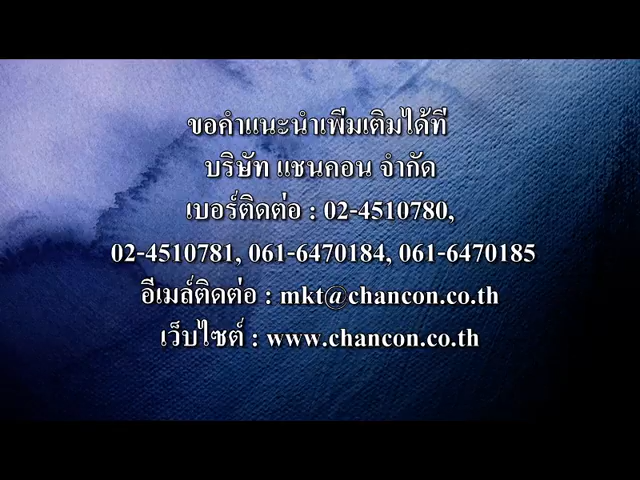 ขอคำแนะนำเพิ่มเติมได้ที่
บริษัท แชนคอน จำกัด
เบอร์ติดต่อ : 02-4510780,
02-4510781, 061-6470184, 061-6470185
อีเมล์ติดต่อ : mkt@chancon.co.th
เว็บไซต์ : www.chancon.co.th